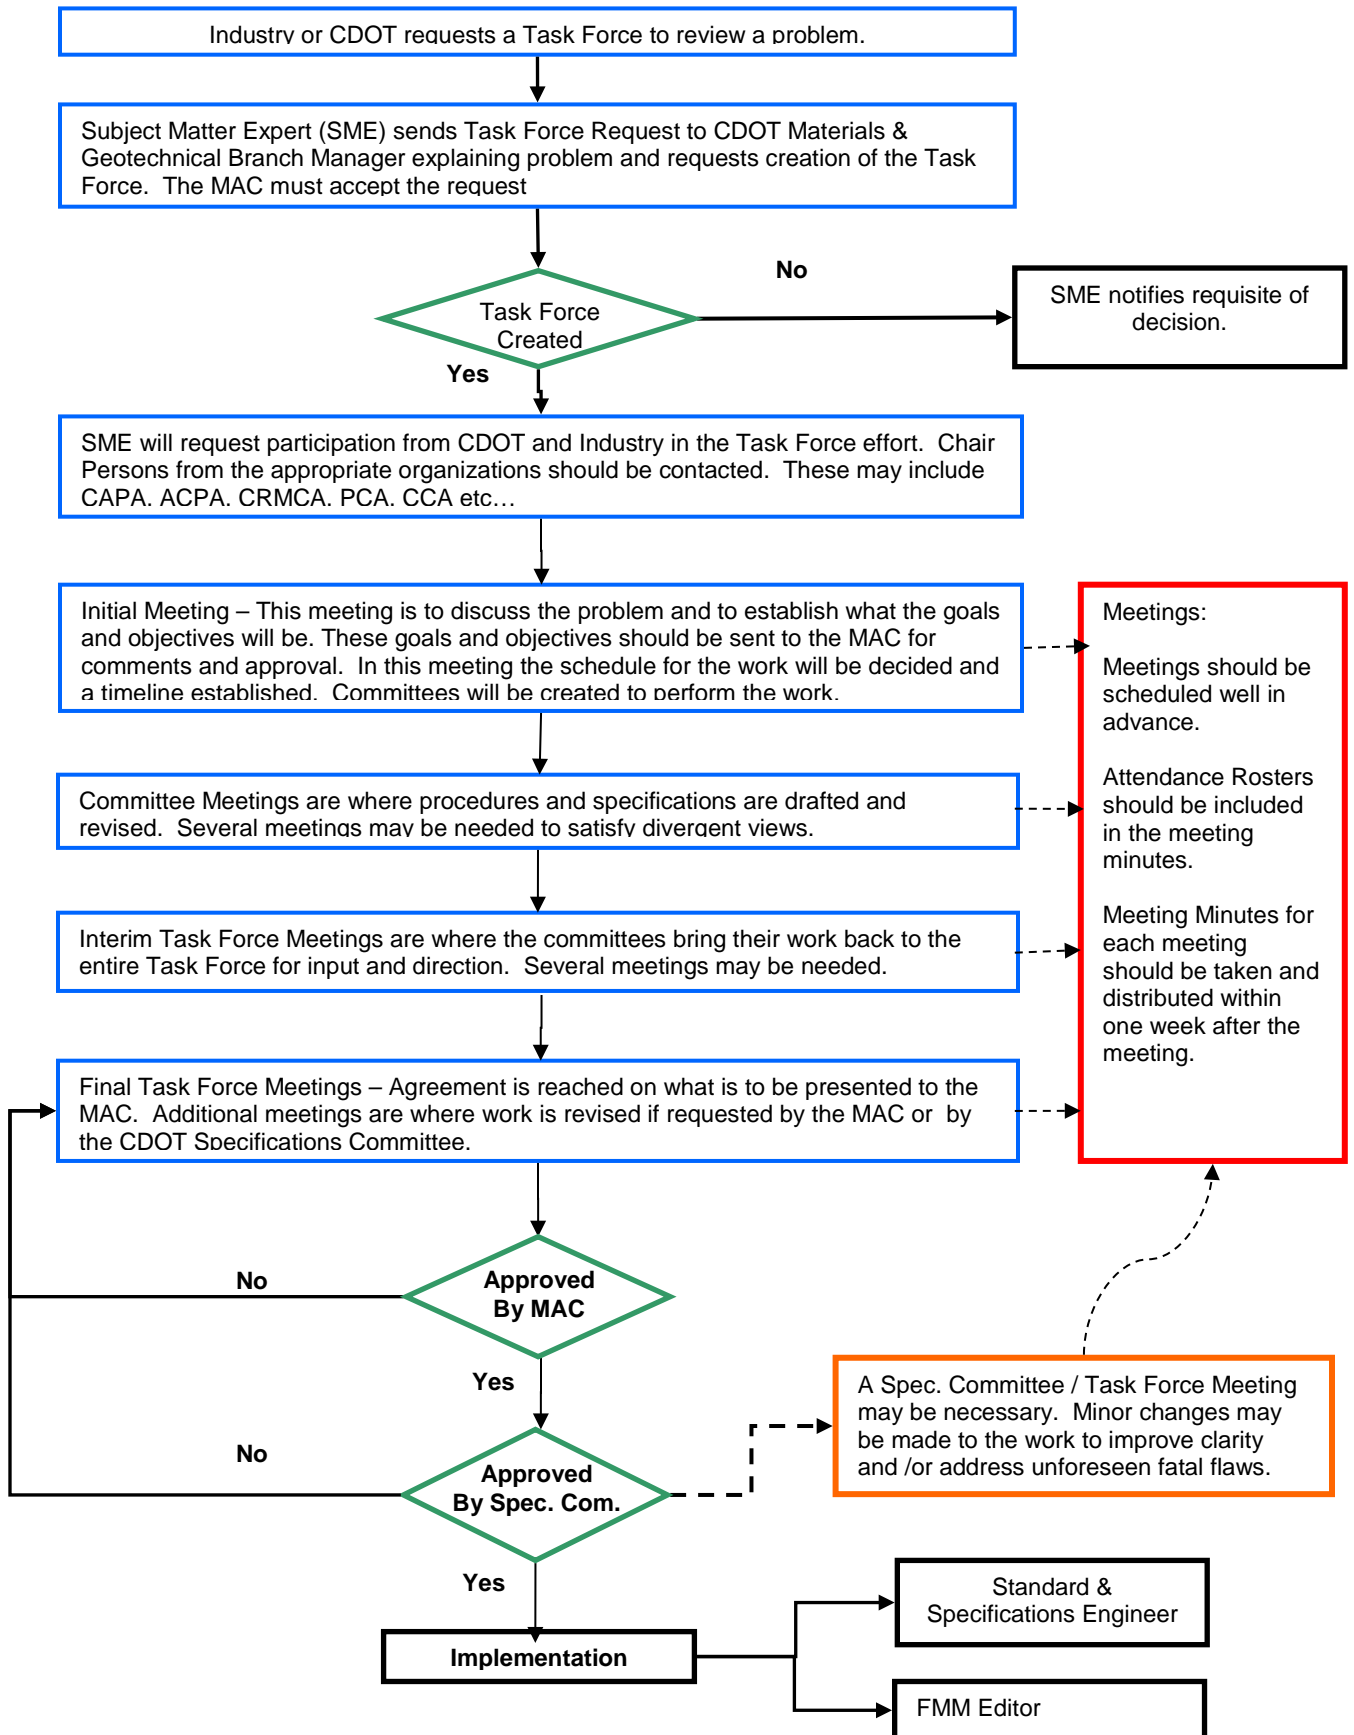 Industry or CDOT requests a Task Force to review a problem.
Subject Matter Expert (SME) sends Task Force Request to CDOT Materials &
Geotechnical Branch Manager explaining problem and requests creation of the Task
Force.  The MAC must accept the request
No
Task Force
Created
SME notifies requisite of
decision.
Yes
SME will request participation from CDOT and Industry in the Task Force effort.  Chair
Persons from the appropriate organizations should be contacted.  These may include
CAPA. ACPA. CRMCA. PCA. CCA etc…
Initial Meeting – This meeting is to discuss the problem and to establish what the goals
and objectives will be. These goals and objectives should be sent to the MAC for
comments and approval.  In this meeting the schedule for the work will be decided and
a timeline established.  Committees will be created to perform the work.
Meetings:
Meetings should be
scheduled well in
advance.
Attendance Rosters
should be included
in the meeting
minutes.
Meeting Minutes for
each meeting
should be taken and
distributed within
one week after the
meeting.
Committee Meetings are where procedures and specifications are drafted and
revised.  Several meetings may be needed to satisfy divergent views.
Interim Task Force Meetings are where the committees bring their work back to the
entire Task Force for input and direction.  Several meetings may be needed.
Final Task Force Meetings – Agreement is reached on what is to be presented to the
MAC.  Additional meetings are where work is revised if requested by the MAC or  by
the CDOT Specifications Committee.
No
Approved
By MAC
Yes
A Spec. Committee / Task Force Meeting
may be necessary.  Minor changes may
be made to the work to improve clarity
and /or address unforeseen fatal flaws.
No
Approved
By Spec. Com.
Yes
Implementation
Standard &
Specifications Engineer
FMM Editor